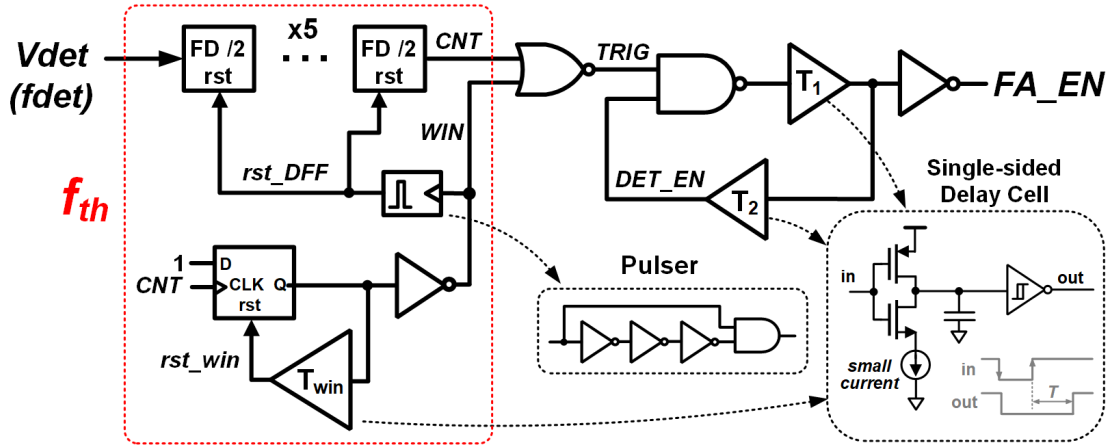 Vdet
(fdet)
FD /2
rst
x5
...
FD /2
rst
CNT
TRIG
T1
FA_EN
WIN
rst_DFF
DET_EN
T2
fth
Single-sided
Delay Cell
1
D
CNT
CLK
Q
rst
rst_win
Twin
Pulser
in
out
small
current
in
out
T